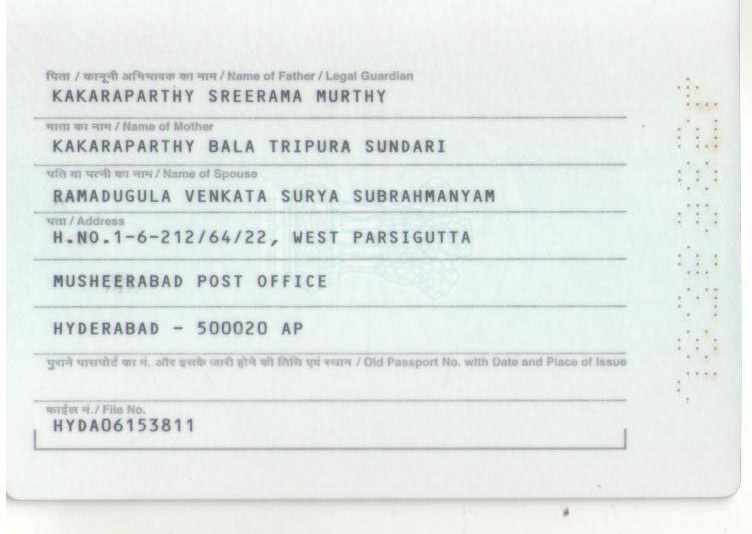 पिता / कानूनी अभिभावक का नाम / Name of Father / Legal Guardian
KAKARAPARTHY SREERAMA MURTHY
माता का नाम / Name of Mother
KAKARAPARTHY BALA TRIPURA SUNDARI
पति या पत्नी का नाम / Name of Spouse
RAMADUGULA VENKATA SURYA SUBRAHMANYAM
पता / Address
H.NO.1-6-212/64/22, WEST PARSIGUTTA
MUSHEERABAD POST OFFICE
HYDERABAD - 500020 AP
पुराने पासपोर्ट का नं. और इसके जारी होने की तिथि एवं स्थान / Old Passport No. with Date and Place of Issue
फाईल नं. / File No.
HYDA06153811